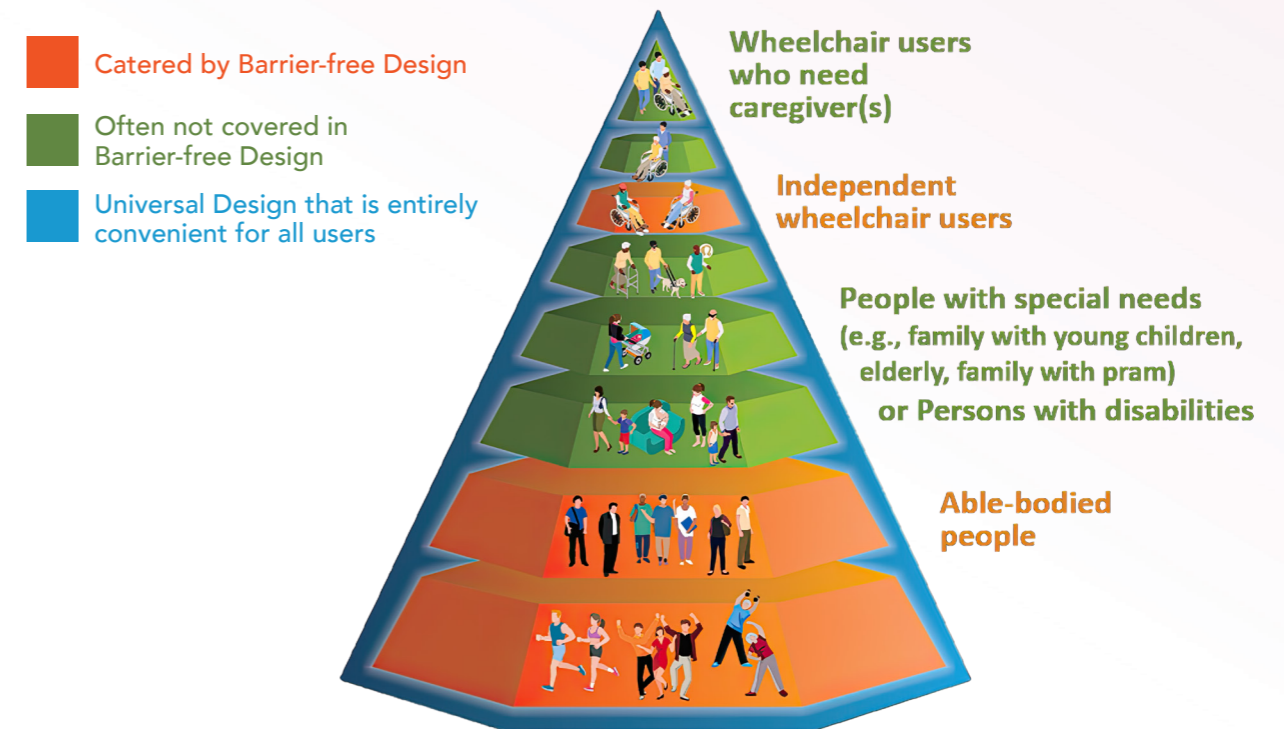 Catered by Barrier-free Design
Often not covered in
Barrier-free Design
Universal Design that is entirely
convenient for all users
Wheelchair users
who need
caregiver(s)
Independent
wheelchair users
People with special needs
(e.g., family with young children,
elderly, family with pram)
or Persons with disabilities
Able-bodied
people